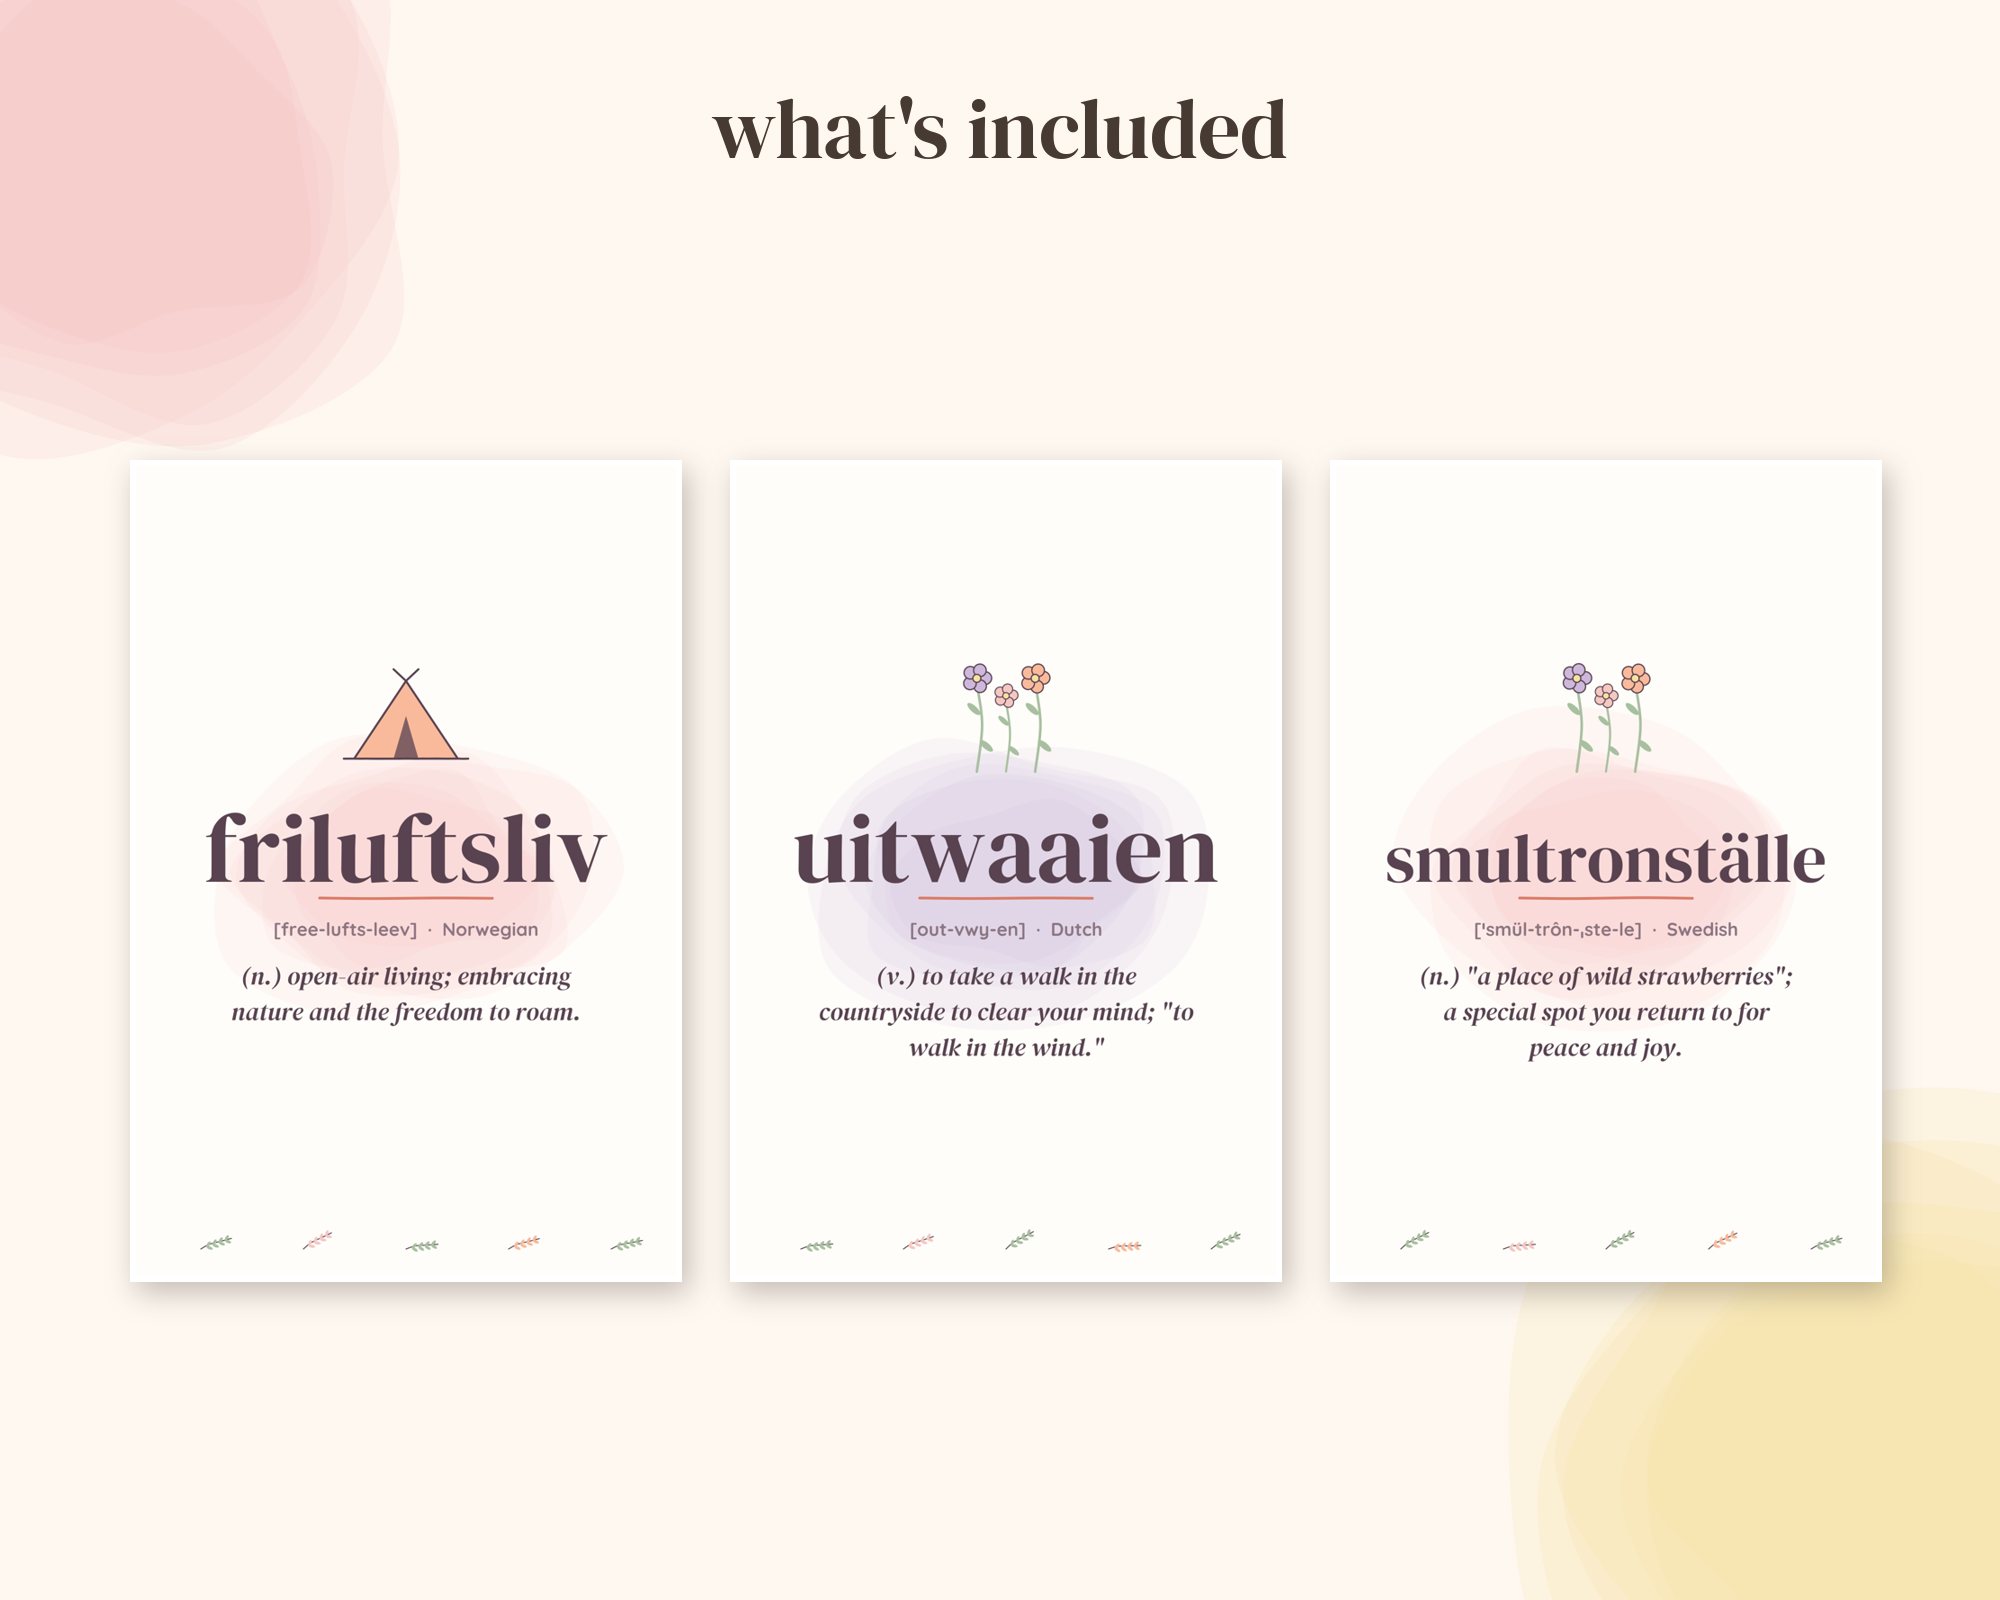 what's included
friluftsliv
[free-lufts-leev] · Norwegian
(n.) open-air living; embracing
nature and the freedom to roam.
uitwaaien
[out-vwy-en] · Dutch
(v.) to take a walk in the
countryside to clear your mind; "to
walk in the wind."
smultronställe
[ˈsmül-trôn-ˌste-le] · Swedish
(n.) "a place of wild strawberries";
a special spot you return to for
peace and joy.